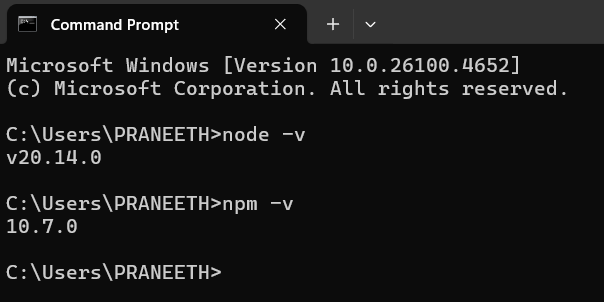 Command Prompt
Microsoft Windows [Version 10.0.26100.4652]
(c) Microsoft Corporation. All rights reserved.
C:\Users\PRANEETH>node -v
v20.14.0
C:\Users\PRANEETH>npm -v
10.7.0
C:\Users\PRANEETH>